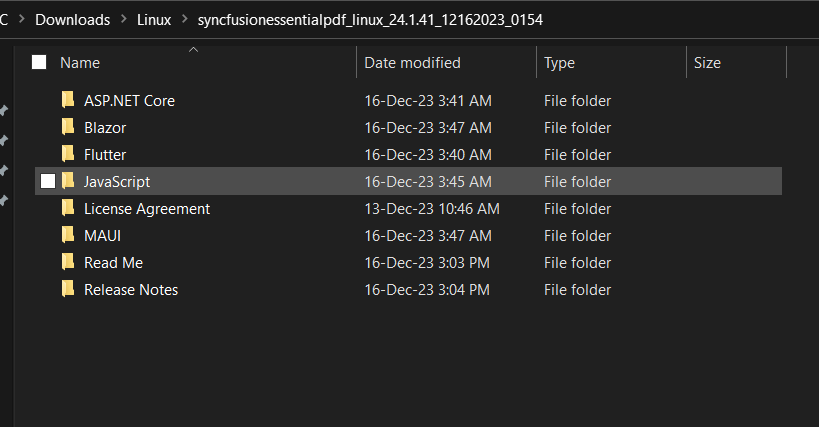 C > Downloads > Linux > syncfusionessentialpdf_linux_24.1.41_12162023_0154
Name Date modified Type Size
ASP.NET Core 16-Dec-23 3:41 AM File folder
Blazor 16-Dec-23 3:47 AM File folder
Flutter 16-Dec-23 3:40 AM File folder
JavaScript 16-Dec-23 3:45 AM File folder
License Agreement 13-Dec-23 10:46 AM File folder
MAUI 16-Dec-23 3:47 AM File folder
Read Me 16-Dec-23 3:03 PM File folder
Release Notes 16-Dec-23 3:04 PM File folder